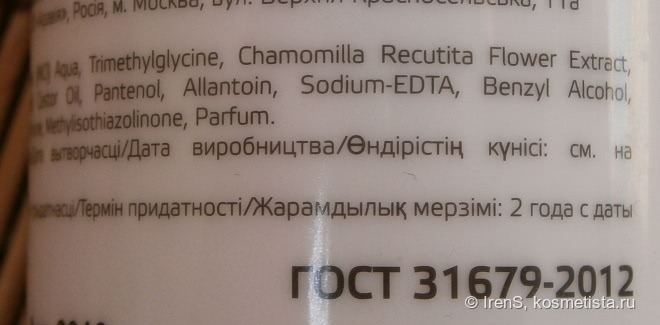 Росія, м. Москва, вул. Верхня Красносельська, 11а
Aqua, Trimethylglycine, Chamomilla Recutita Flower Extract,
Castor Oil, Pantenol, Allantoin, Sodium-EDTA, Benzyl Alcohol,
Methylisothiazolinone, Parfum.
вытворчасці/Дата виробництва/Өндірістің күнісі: см. на
/Термін придатності/Жарамдылық мерзімі: 2 года с даты
ГОСТ 31679-2012
© IrenS, kosmetista.ru